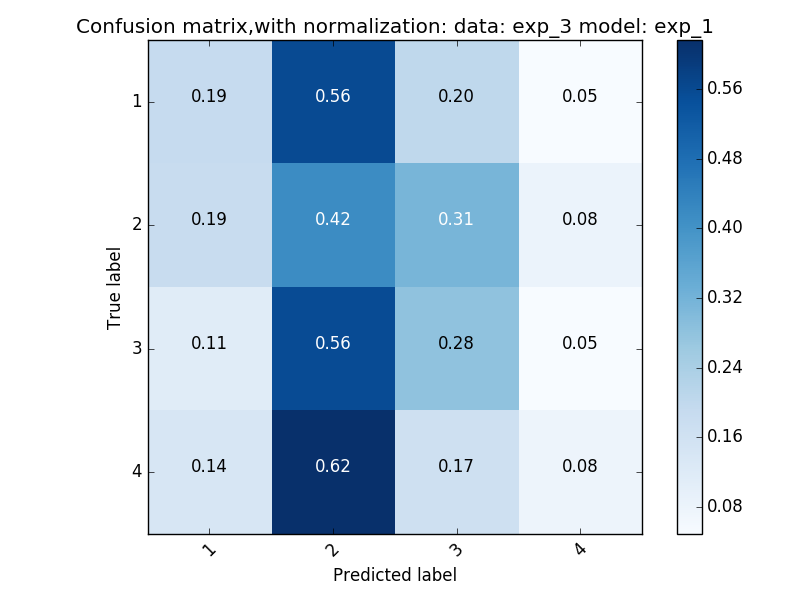 Confusion matrix,with normalization: data: exp_3 model: exp_1
1 0.19 0.56 0.20 0.05
2 0.19 0.42 0.31 0.08
3 0.11 0.56 0.28 0.05
4 0.14 0.62 0.17 0.08
1 2 3 4
True label
Predicted label
0.56
0.48
0.40
0.32
0.24
0.16
0.08